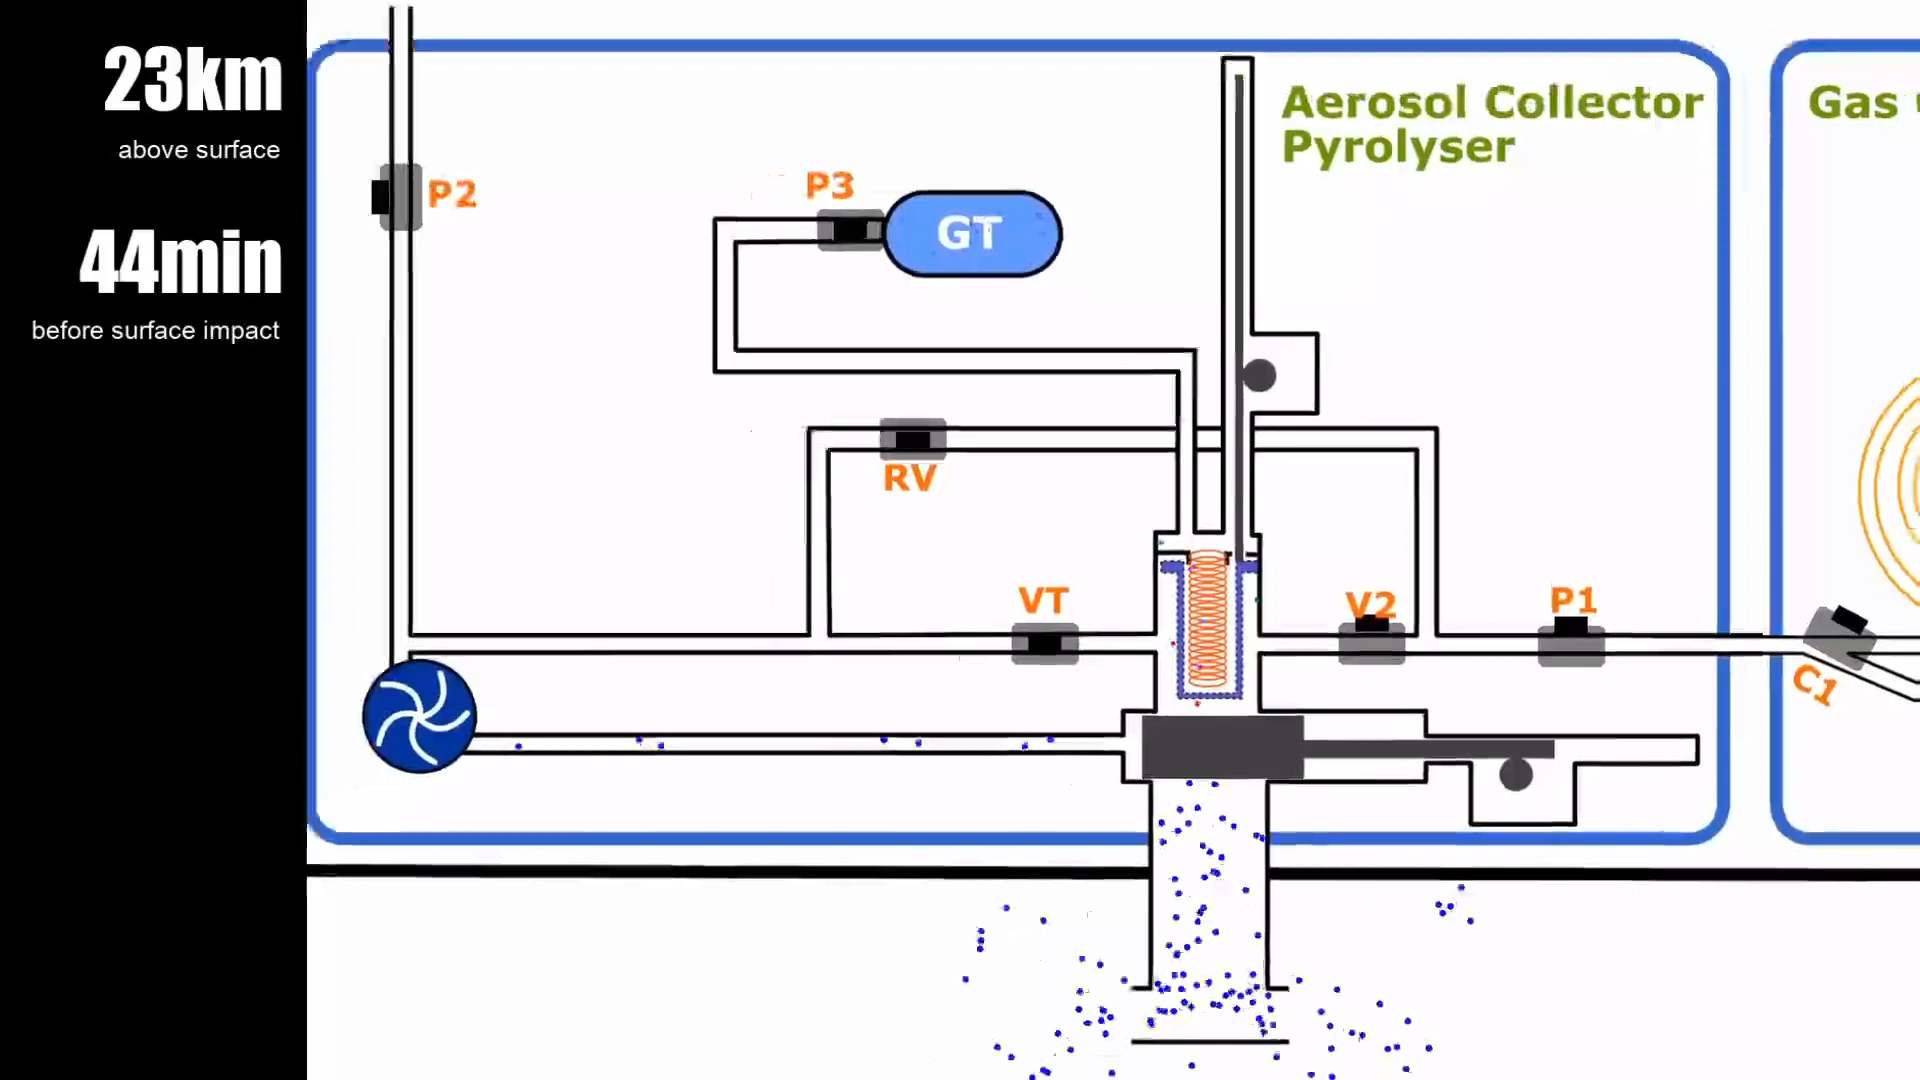 23km
above surface
44min
before surface impact
Aerosol Collector
Pyrolyser
Gas
P2
P3
GT
RV
VT
V2
P1
C1